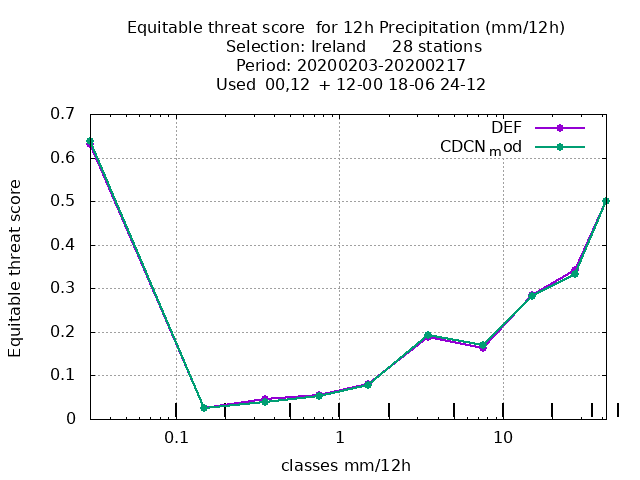 Equitable threat score  for 12h Precipitation (mm/12h)
Selection: Ireland     28 stations
Period: 20200203-20200217
Used  00,12  + 12-00 18-06 24-12
DEF
CDCNmod
0.7
0.6
0.5
0.4
0.3
0.2
0.1
0
Equitable threat score
0.1 1 10
classes mm/12h